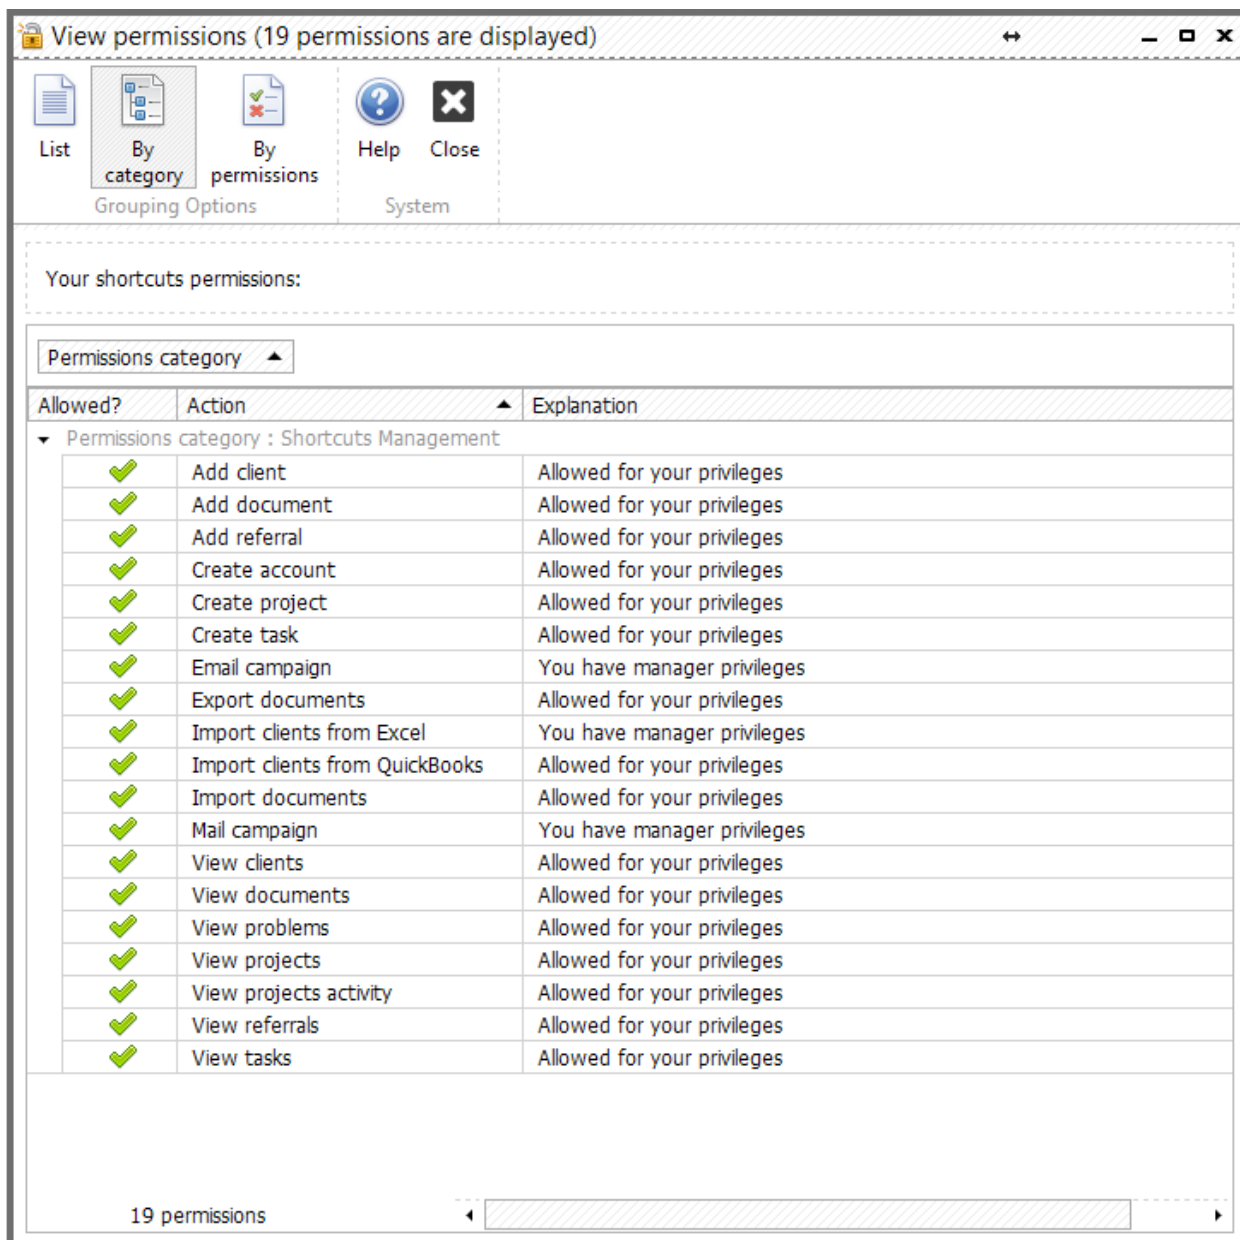 View permissions (19 permissions are displayed)
List
By category
By permissions
Help
Close
Grouping Options
System
Your shortcuts permissions:
Permissions category
Allowed? Action Explanation
Permissions category : Shortcuts Management
Add client Allowed for your privileges
Add document Allowed for your privileges
Add referral Allowed for your privileges
Create account Allowed for your privileges
Create project Allowed for your privileges
Create task Allowed for your privileges
Email campaign You have manager privileges
Export documents Allowed for your privileges
Import clients from Excel You have manager privileges
Import clients from QuickBooks Allowed for your privileges
Import documents Allowed for your privileges
Mail campaign You have manager privileges
View clients Allowed for your privileges
View documents Allowed for your privileges
View problems Allowed for your privileges
View projects Allowed for your privileges
View projects activity Allowed for your privileges
View referrals Allowed for your privileges
View tasks Allowed for your privileges
19 permissions